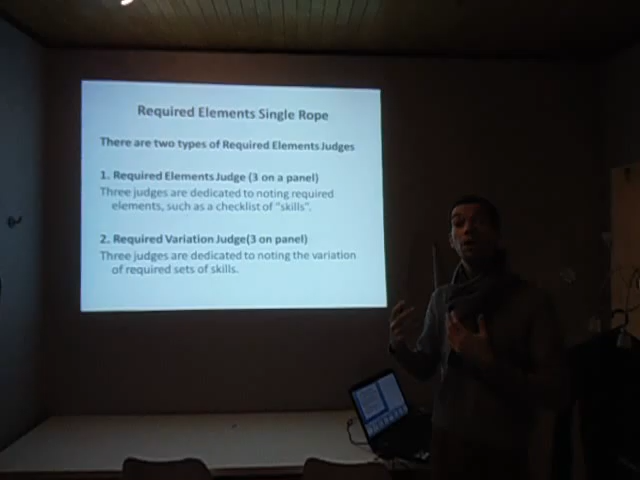 Required Elements Single Rope
There are two types of Required Elements Judges
1. Required Elements Judge (3 on a panel)
Three judges are dedicated to noting required
elements, such as a checklist of "skills".
2. Required Variation Judge(3 on panel)
Three judges are dedicated to noting the variation
of required sets of skills.